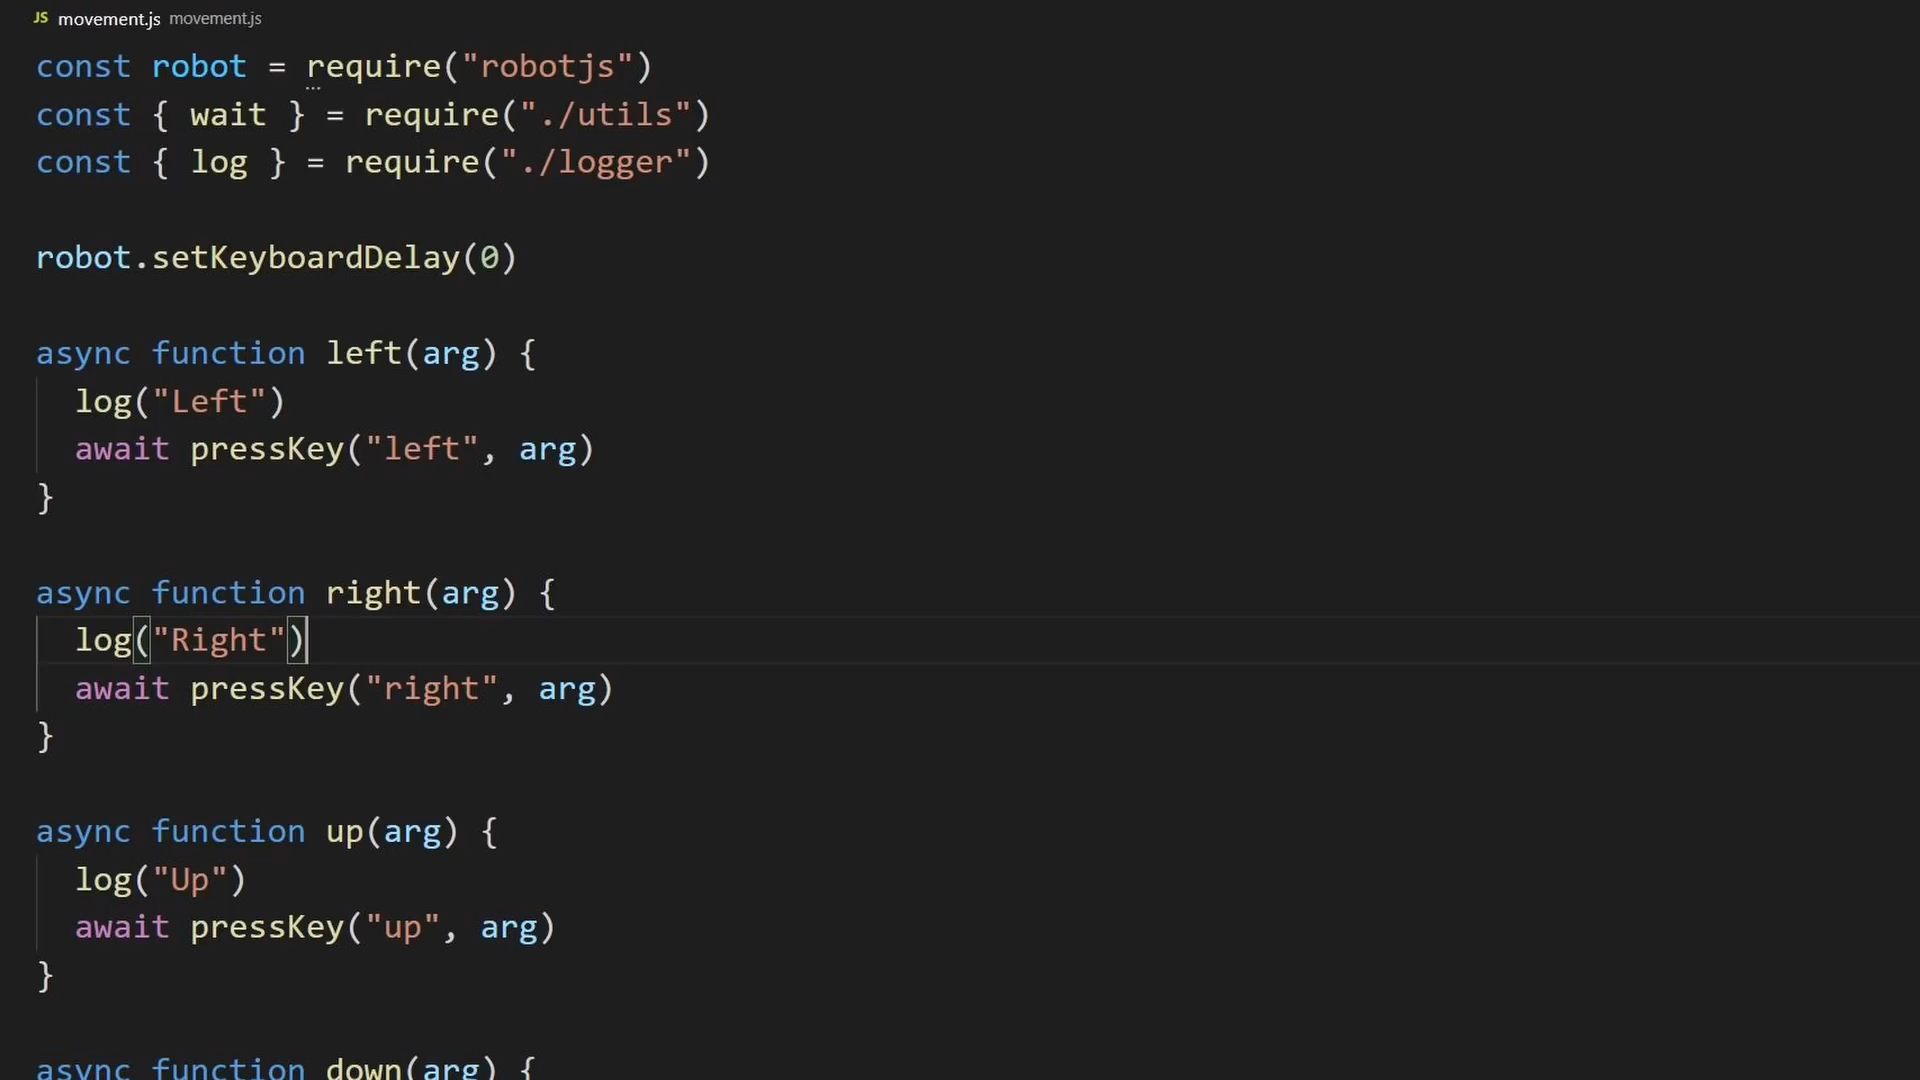 JS movement.js movement.js
const robot = require("robotjs")
const { wait } = require("./utils")
const { log } = require("./logger")
robot.setKeyboardDelay(0)
async function left(arg) {
  log("Left")
  await pressKey("left", arg)
}
async function right(arg) {
  log("Right")
  await pressKey("right", arg)
}
async function up(arg) {
  log("Up")
  await pressKey("up", arg)
}
async function down(arg) {